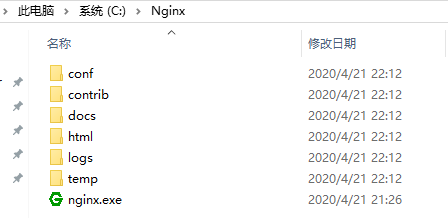 此电脑 > 系统 (C:) > Nginx
名称 修改日期
conf 2020/4/21 22:12
contrib 2020/4/21 22:12
docs 2020/4/21 22:12
html 2020/4/21 22:12
logs 2020/4/21 22:12
temp 2020/4/21 22:12
nginx.exe 2020/4/21 21:26